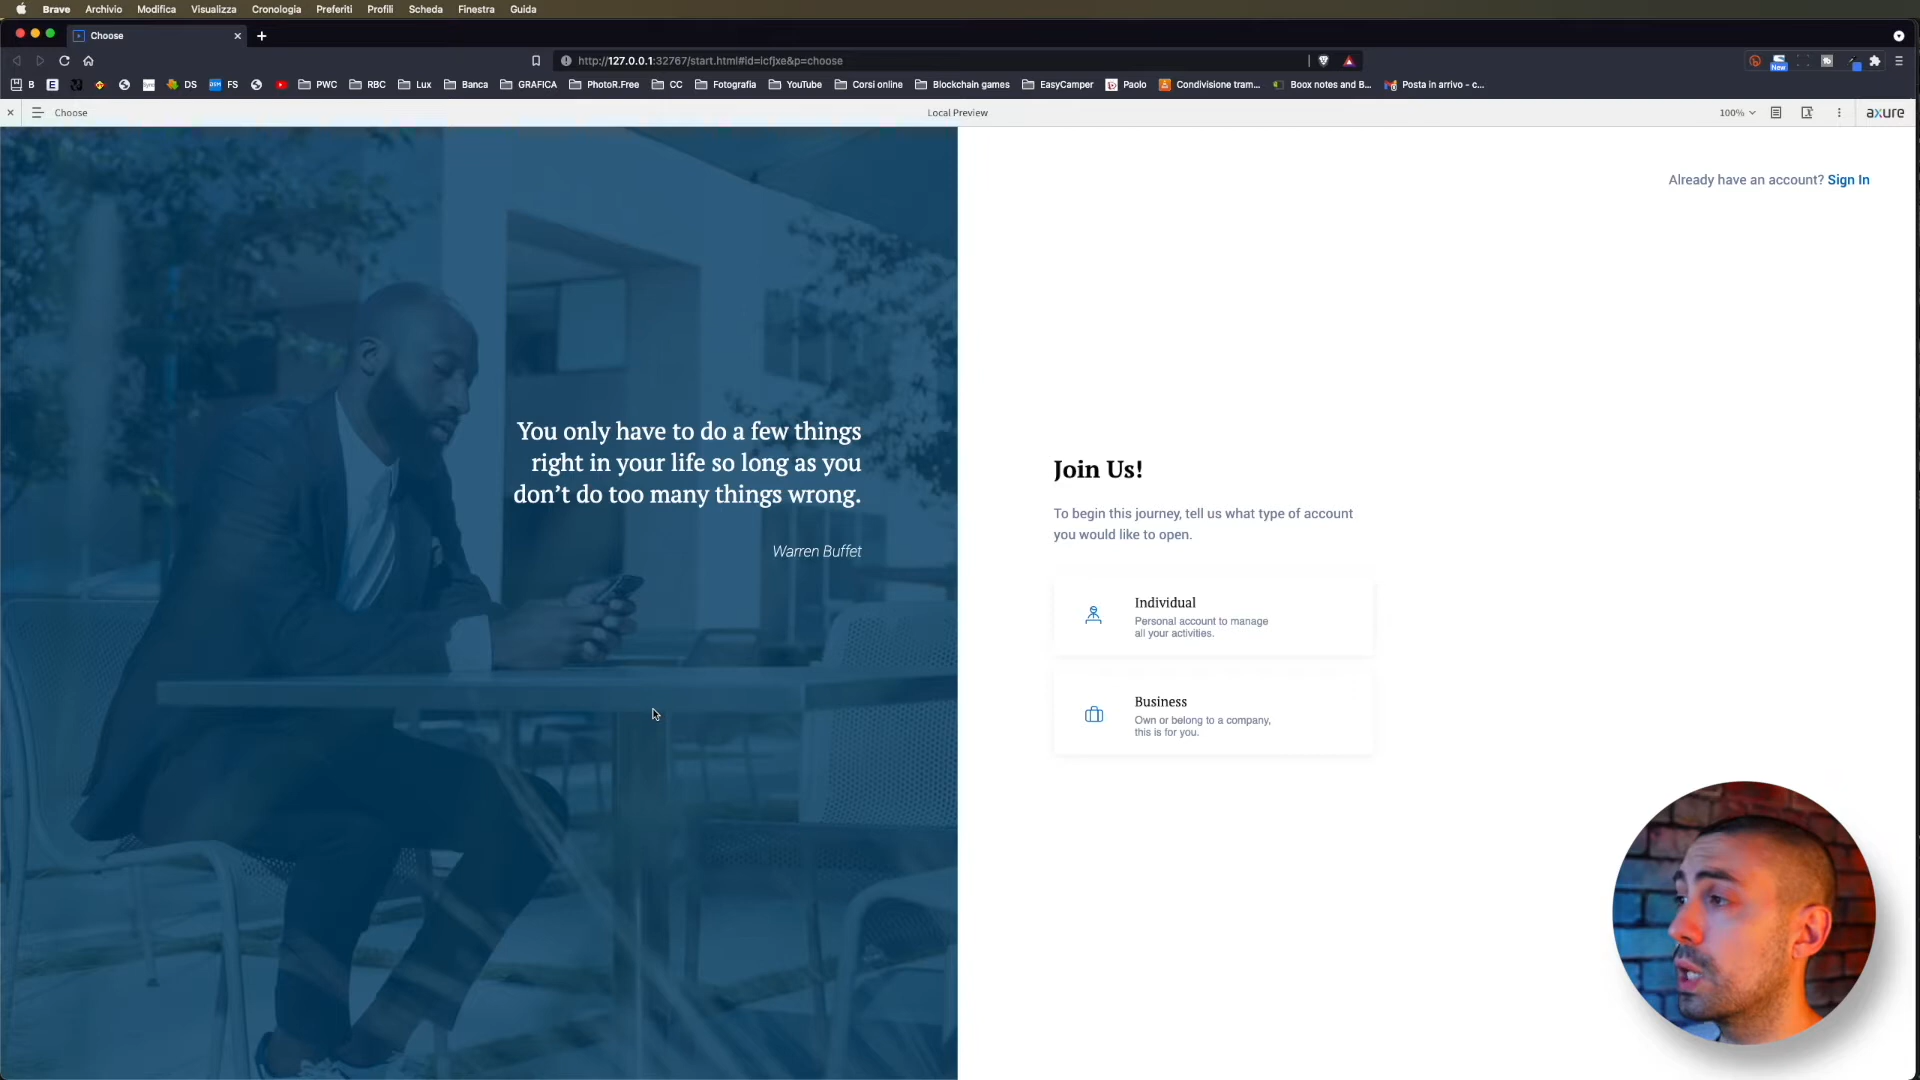 Brave Archivio Modifica Visualizza Cronologia Preferiti Profili Scheda Finestra Guida
Choose
http://127.0.0.1:32767/start.html#id=icfjxe&p=choose
B DS FS PWC RBC Lux Banca GRAFICA PhotoR.Free CC Fotografia YouTube Corsi online Blockchain games EasyCamper Paolo Condivisione tram... Boox notes and B... Posta in arrivo - c...
New
Choose Local Preview 100% axure
Already have an account? Sign In
You only have to do a few things
right in your life so long as you
don’t do too many things wrong.
Warren Buffet
Join Us!
To begin this journey, tell us what type of account
you would like to open.
Individual
Personal account to manage
all your activities.
Business
Own or belong to a company,
this is for you.